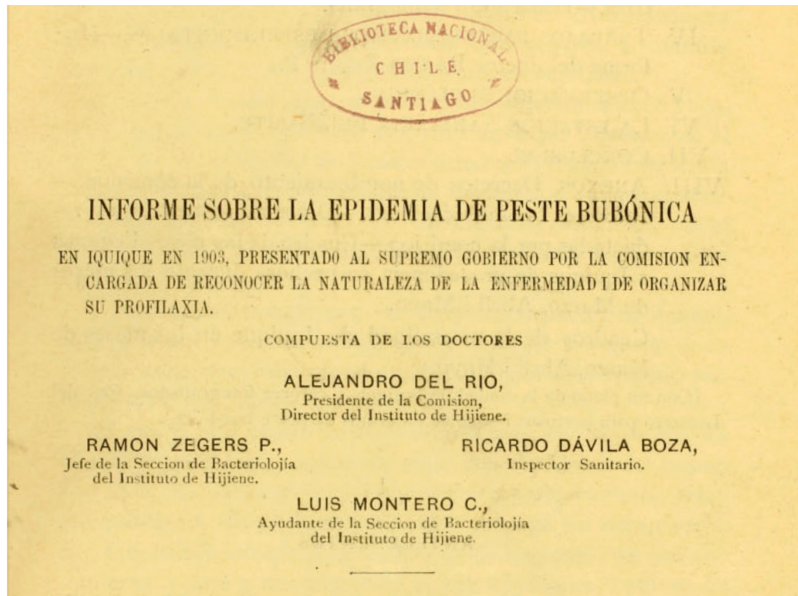 BIBLIOTECA NACIONAL
CHILE
SANTIAGO
INFORME SOBRE LA EPIDEMIA DE PESTE BUBÓNICA
EN IQUIQUE EN 1903, PRESENTADO AL SUPREMO GOBIERNO POR LA COMISION EN-
CARGADA DE RECONOCER LA NATURALEZA DE LA ENFERMEDAD I DE ORGANIZAR
SU PROFILAXIA.
COMPUESTA DE LOS DOCTORES
ALEJANDRO DEL RIO,
Presidente de la Comision,
Director del Instituto de Hijiene.
RAMON ZEGERS P.,
Jefe de la Seccion de Bacteriolojía
del Instituto de Hijiene.
RICARDO DÁVILA BOZA,
Inspector Sanitario.
LUIS MONTERO C.,
Ayudante de la Seccion de Bacteriolojía
del Instituto de Hijiene.